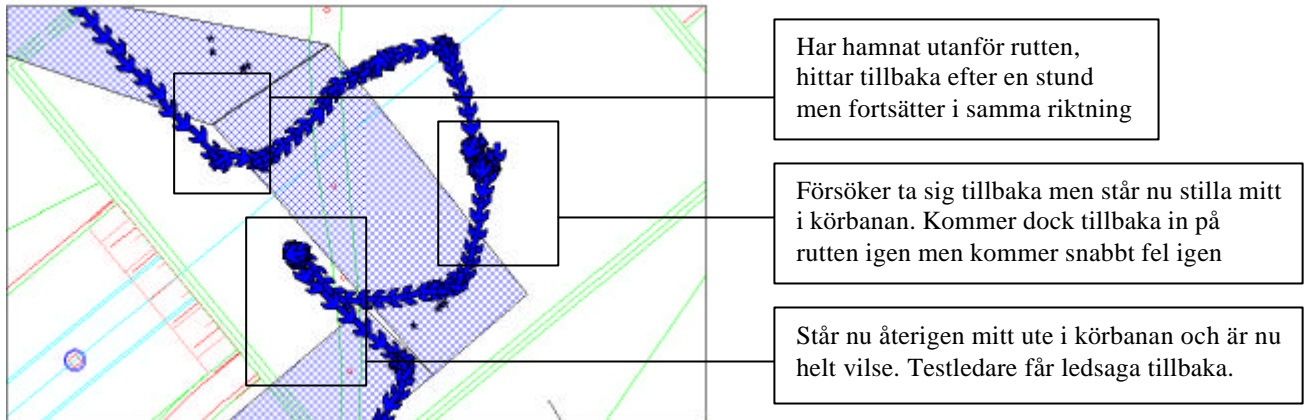 Har hamnat utanför rutten,
hittar tillbaka efter en stund
men fortsätter i samma riktning
Försöker ta sig tillbaka men står nu stilla mitt
i körbanan. Kommer dock tillbaka in på
rutten igen men kommer snabbt fel igen
Står nu återigen mitt ute i körbanan och är nu
helt vilse. Testledare får ledsaga tillbaka.